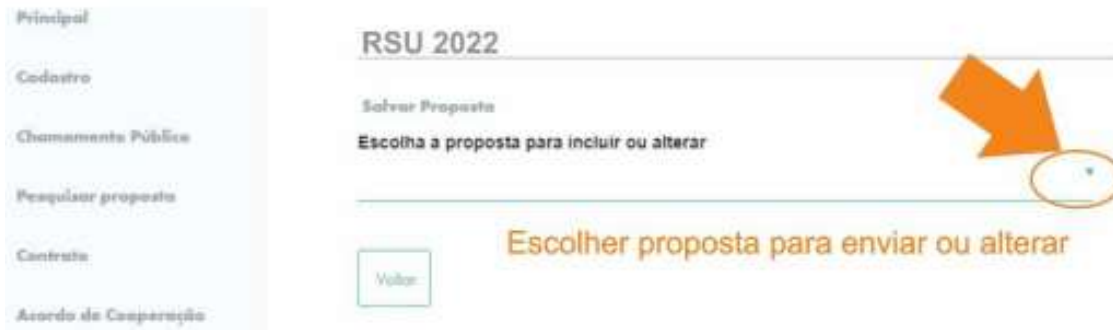 Principal
Cadastro
Chamamento Público
Pesquisar proposta
Contrato
Acordo de Cooperação
RSU 2022
Salvar Proposta
Escolha a proposta para incluir ou alterar
Escolher proposta para enviar ou alterar
Voltar